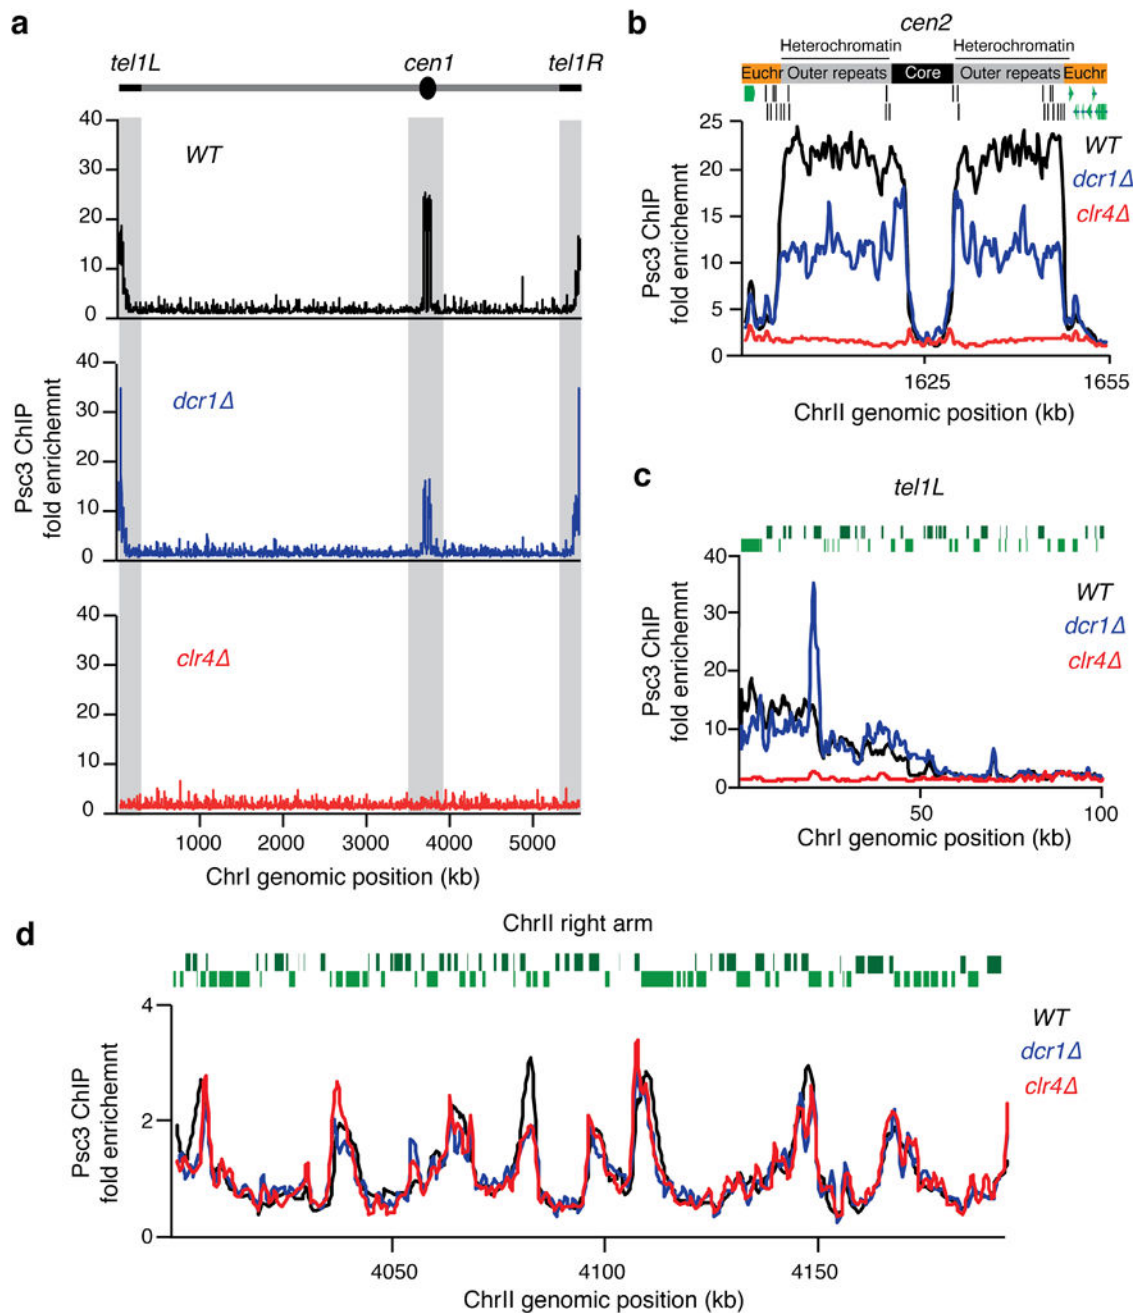 a
tel1L cen1 tel1R
40
30
20
10
0
WT
40
30
20
10
0
dcr1Δ
40
30
20
10
0
clr4Δ
Psc3 ChIP
fold enrichemnt
1000 2000 3000 4000 5000
ChrI genomic position (kb)
b
cen2
Heterochromatin Heterochromatin
Euchr Outer repeats Core Outer repeats Euchr
25
20
15
10
5
0
Psc3 ChIP
fold enrichemnt
WT
dcr1Δ
clr4Δ
1625 1655
ChrII genomic position (kb)
c
tel1L
40
30
20
10
0
Psc3 ChIP
fold enrichemnt
WT
dcr1Δ
clr4Δ
50 100
ChrI genomic position (kb)
d
ChrII right arm
4
2
0
Psc3 ChIP
fold enrichemnt
WT
dcr1Δ
clr4Δ
4050 4100 4150
ChrII genomic position (kb)